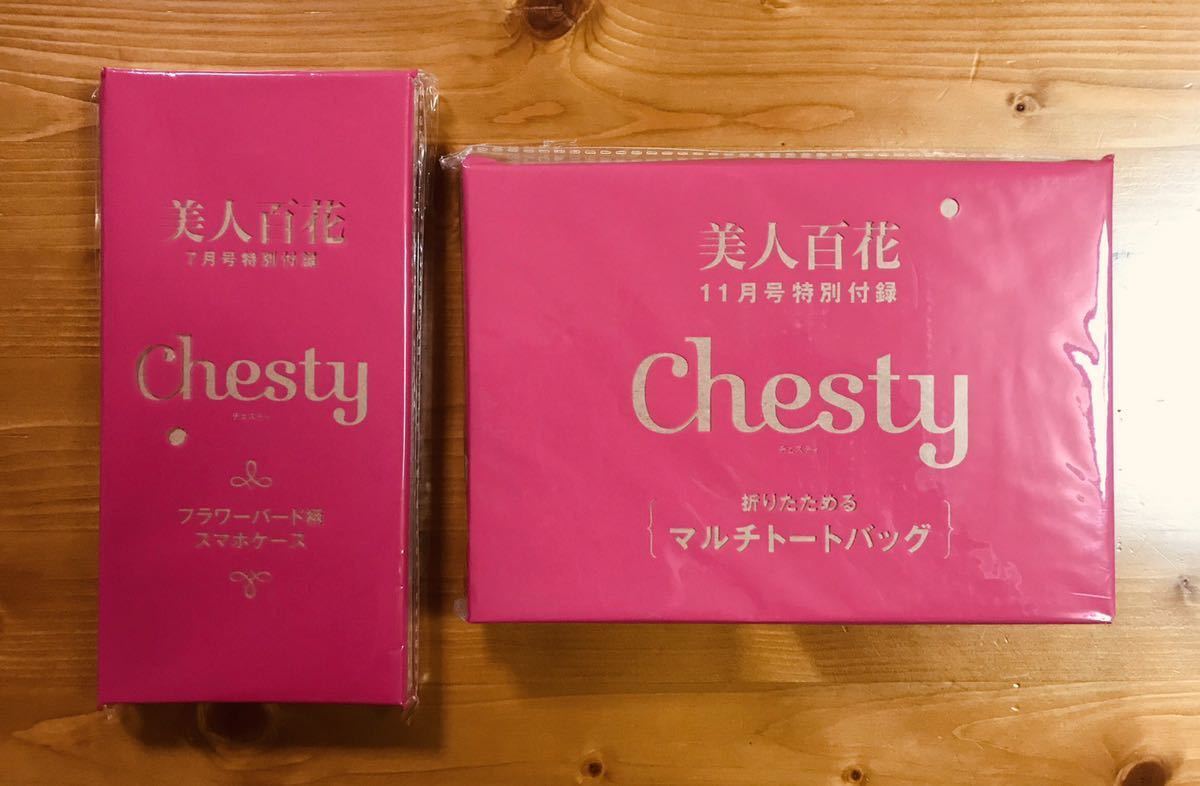 美人百花
7月号特別付録
Chesty
チェスティ
フラワーバード柄
スマホケース
美人百花
11月号特別付録
Chesty
チェスティ
折りたためる
マルチトートバッグ